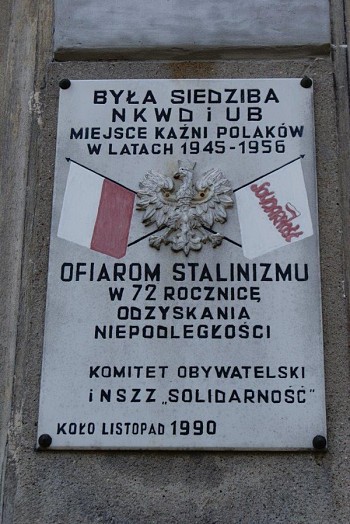 BYŁA SIEDZIBA
NKWD i UB
MIEJSCE KAŹNI POLAKÓW
W LATACH 1945-1956
SOLIDARNOŚĆ
OFIAROM STALINIZMU
W 72 ROCZNICĘ
ODZYSKANIA
NIEPODLEGŁOŚCI
KOMITET OBYWATELSKI
i NSZZ „SOLIDARNOŚĆ"
KOŁO LISTOPAD 1990